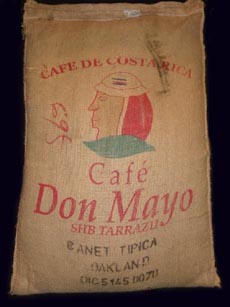 CAFE DE COSTA RICA
Café
Don Mayo
SHB TARRAZU
CANET TIPICA
OAKLAND